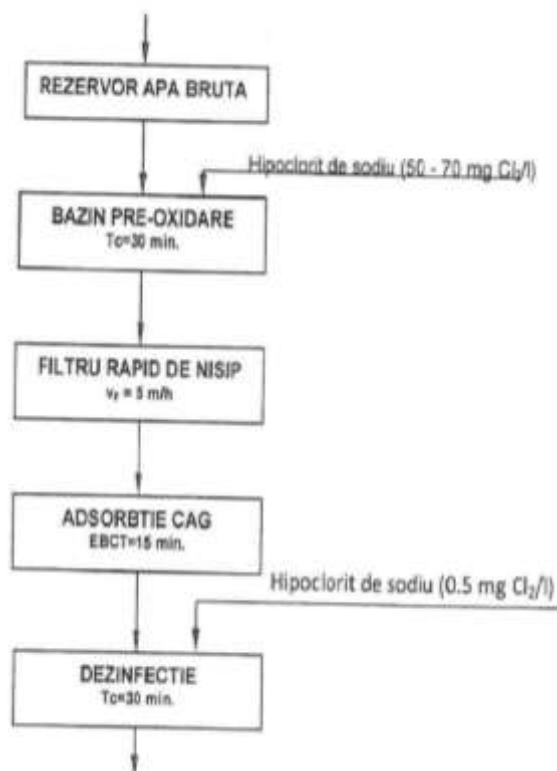 REZERVOR APA BRUTA
Hipoclorit de sodiu (50 - 70 mg Cl₂/l)
BAZIN PRE-OXIDARE
Tc=30 min.
FILTRU RAPID DE NISIP
v_F = 5 m/h
ADSORBTIE CAG
EBCT=15 min.
Hipoclorit de sodiu (0.5 mg Cl₂/l)
DEZINFECTIE
Tc=30 min.